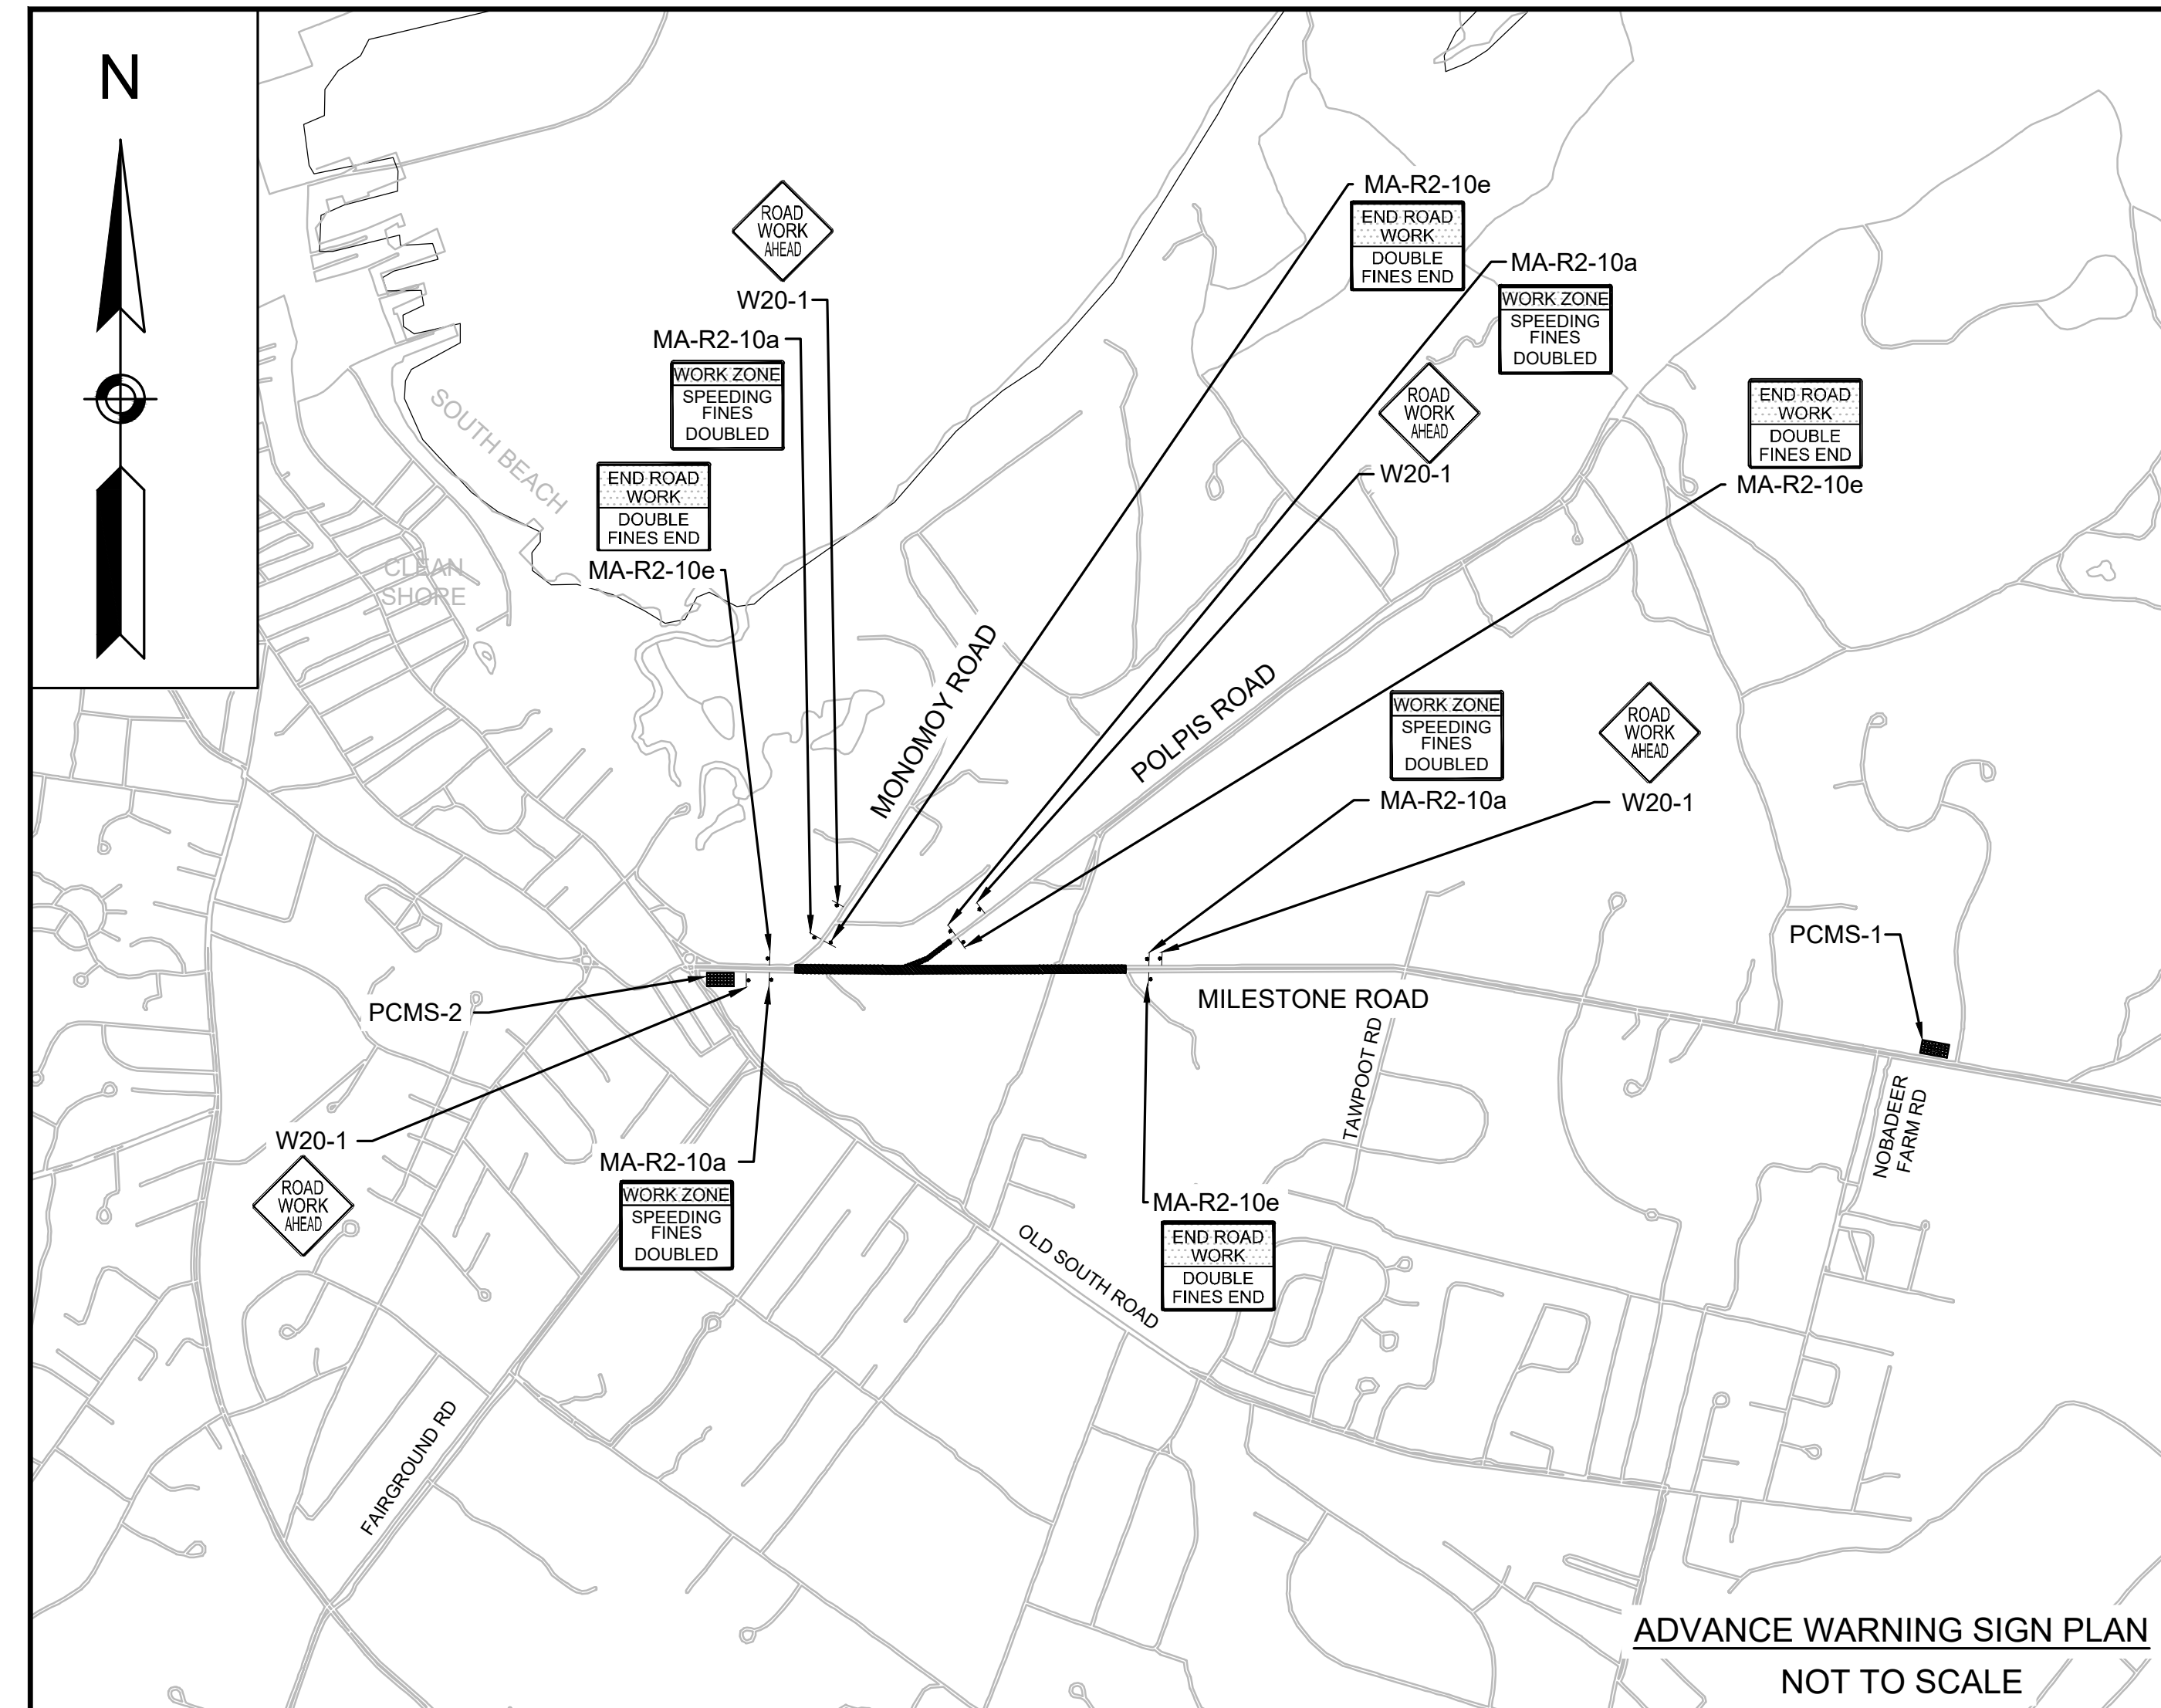 N
ROAD
WORK
AHEAD
W20-1
MA-R2-10a
WORK ZONE
SPEEDING
FINES
DOUBLED
END ROAD
WORK
DOUBLE
FINES END
MA-R2-10e
MA-R2-10e
END ROAD
WORK
DOUBLE
FINES END
MA-R2-10a
WORK ZONE
SPEEDING
FINES
DOUBLED
ROAD
WORK
AHEAD
W20-1
END ROAD
WORK
DOUBLE
FINES END
MA-R2-10e
SOUTH BEACH
CLEAN
SHORE
MONOMOY ROAD
POLPIS ROAD
WORK ZONE
SPEEDING
FINES
DOUBLED
MA-R2-10a
ROAD
WORK
AHEAD
W20-1
PCMS-1
PCMS-2
MILESTONE ROAD
TAWPOOT RD
NOBADEER
FARM RD
W20-1
ROAD
WORK
AHEAD
MA-R2-10a
WORK ZONE
SPEEDING
FINES
DOUBLED
MA-R2-10e
END ROAD
WORK
DOUBLE
FINES END
OLD SOUTH ROAD
FAIRGROUND RD
ADVANCE WARNING SIGN PLAN
NOT TO SCALE